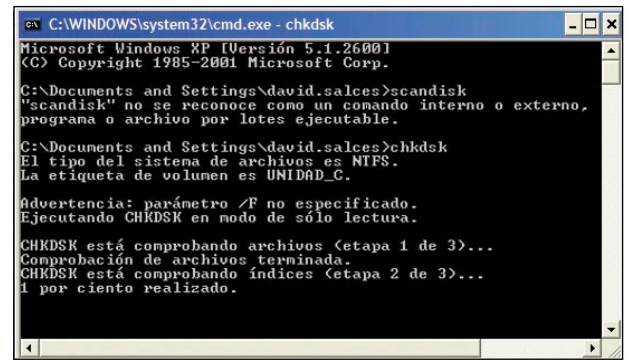 C:\WINDOWS\system32\cmd.exe - chkdsk
Microsoft Windows XP [Versión 5.1.2600]
(C) Copyright 1985-2001 Microsoft Corp.
C:\Documents and Settings\david.salces>scandisk
"scandisk" no se reconoce como un comando interno o externo,
programa o archivo por lotes ejecutable.
C:\Documents and Settings\david.salces>chkdsk
El tipo del sistema de archivos es NTFS.
La etiqueta de volumen es UNIDAD_C.
Advertencia: parámetro /F no especificado.
Ejecutando CHKDSK en modo de sólo lectura.
CHKDSK está comprobando archivos (etapa 1 de 3)...
Comprobación de archivos terminada.
CHKDSK está comprobando índices (etapa 2 de 3)...
1 por ciento realizado.